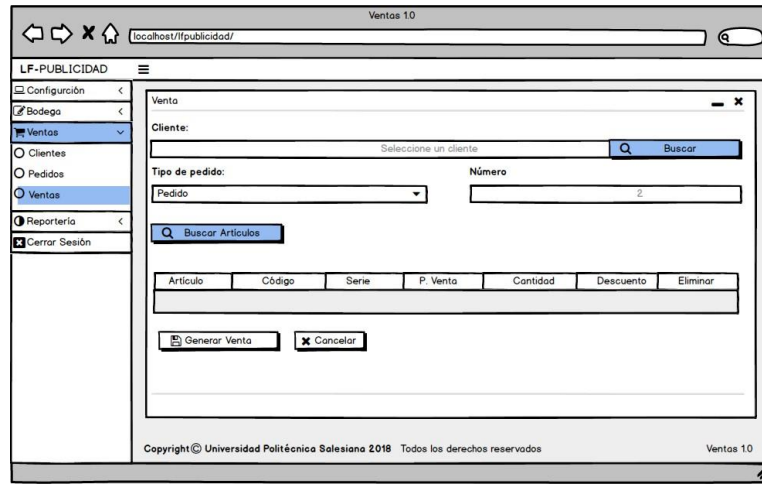 Ventas 1.0
localhost/lfpublicidad/
LF-PUBLICIDAD
Configurción
Bodega
Ventas
Clientes
Pedidos
Ventas
Reportería
Cerrar Sesión
Venta
Cliente:
Seleccione un cliente Buscar
Tipo de pedido: Número
Pedido 2
Buscar Artículos
Artículo Código Serie P. Venta Cantidad Descuento Eliminar
Generar Venta Cancelar
Copyright © Universidad Politécnica Salesiana 2018 Todos los derechos reservados Ventas 1.0